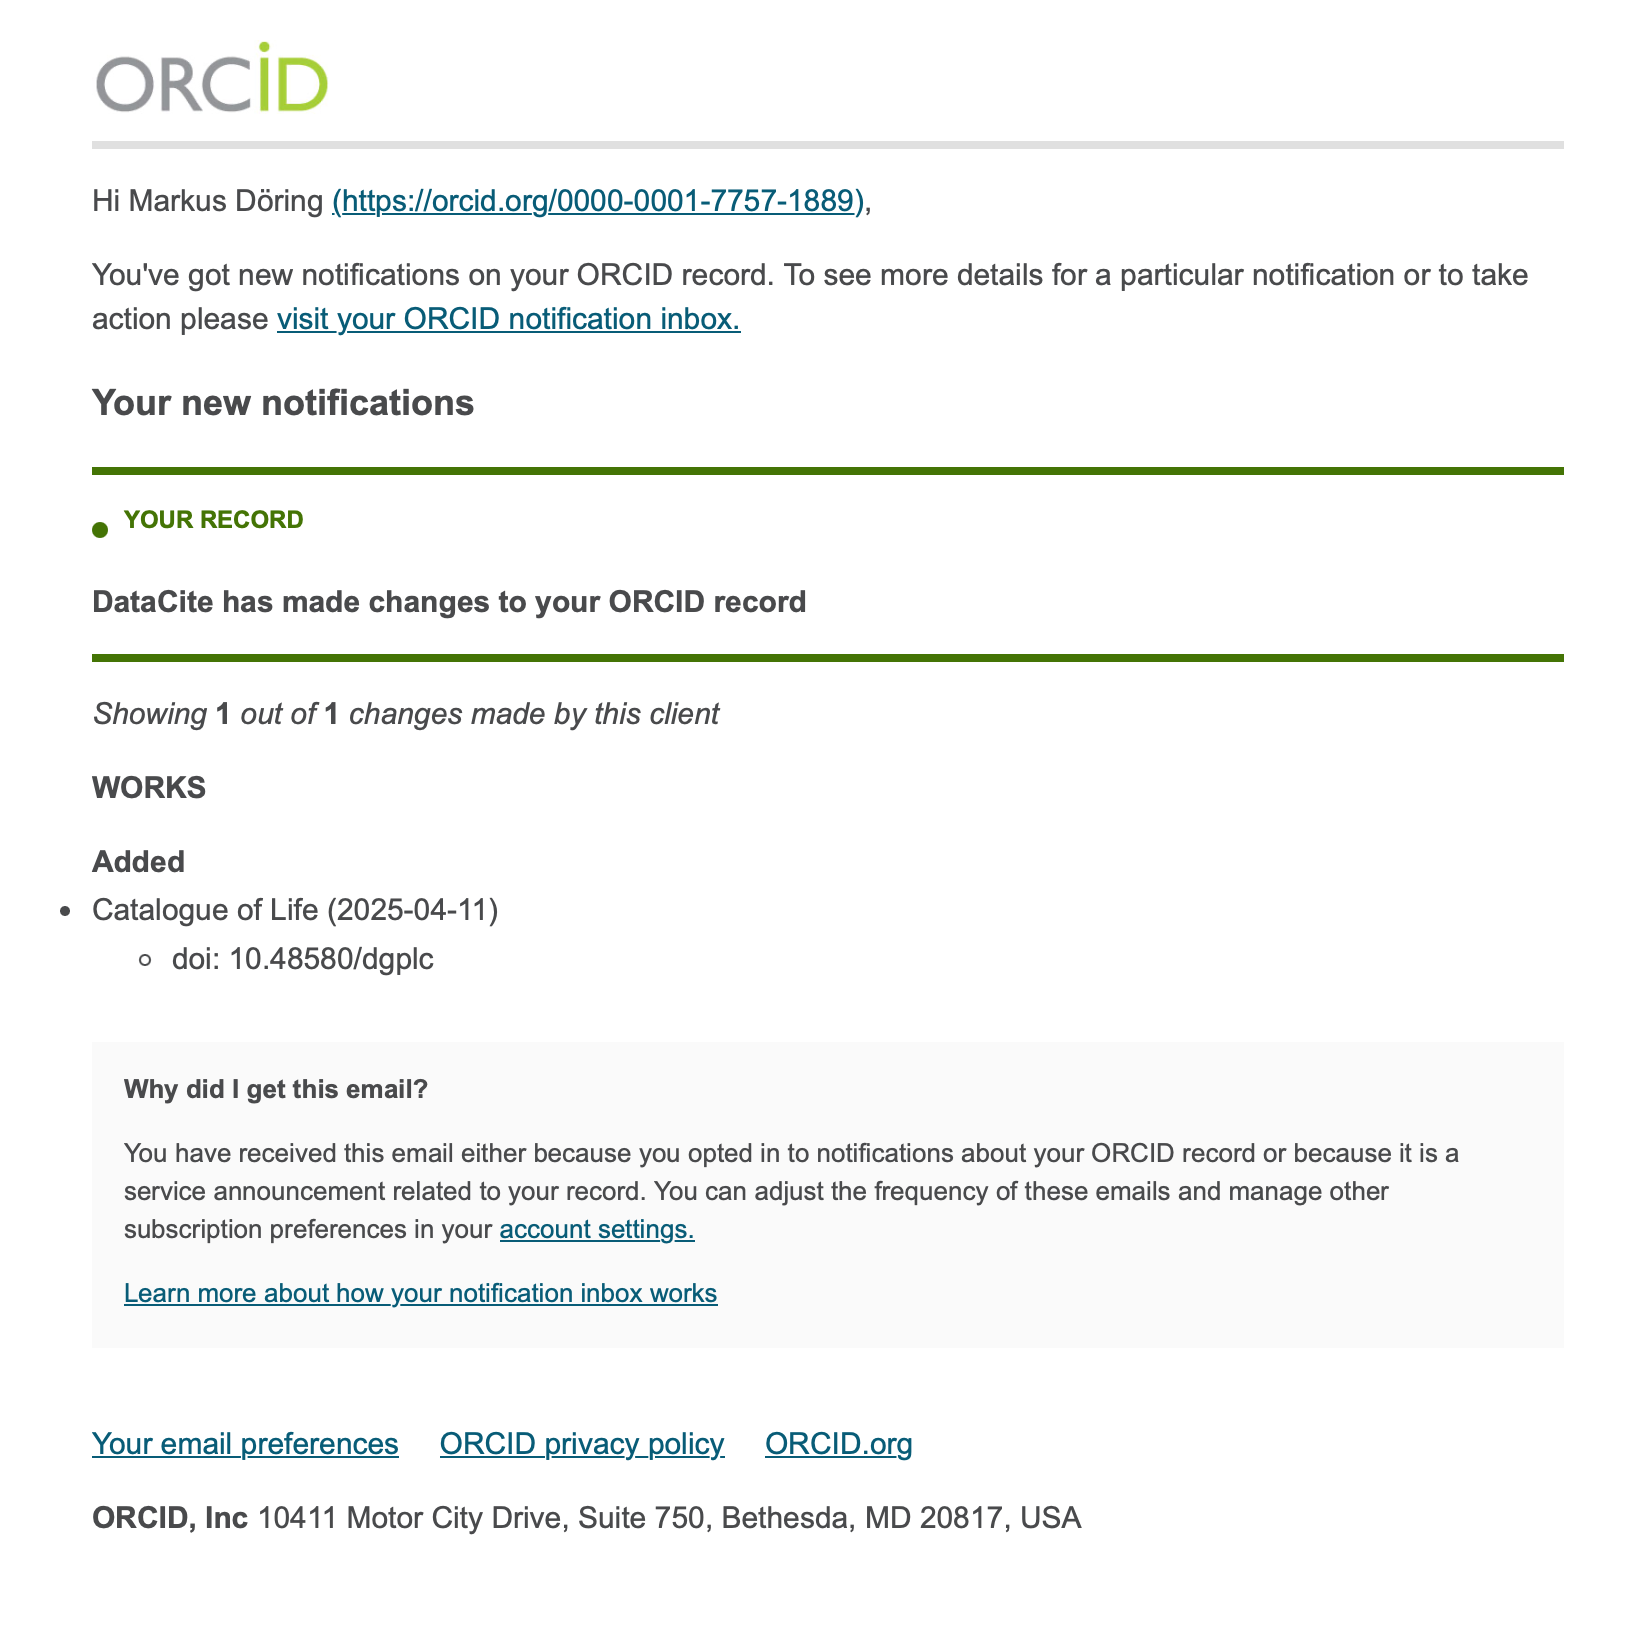 ORCiD
Hi Markus Döring (https://orcid.org/0000-0001-7757-1889),
You've got new notifications on your ORCID record. To see more details for a particular notification or to take
action please visit your ORCID notification inbox.
Your new notifications
YOUR RECORD
DataCite has made changes to your ORCID record
Showing 1 out of 1 changes made by this client
WORKS
Added
• Catalogue of Life (2025-04-11)
◦ doi: 10.48580/dgplc
Why did I get this email?
You have received this email either because you opted in to notifications about your ORCID record or because it is a
service announcement related to your record. You can adjust the frequency of these emails and manage other
subscription preferences in your account settings.
Learn more about how your notification inbox works
Your email preferences ORCID privacy policy ORCID.org
ORCID, Inc 10411 Motor City Drive, Suite 750, Bethesda, MD 20817, USA